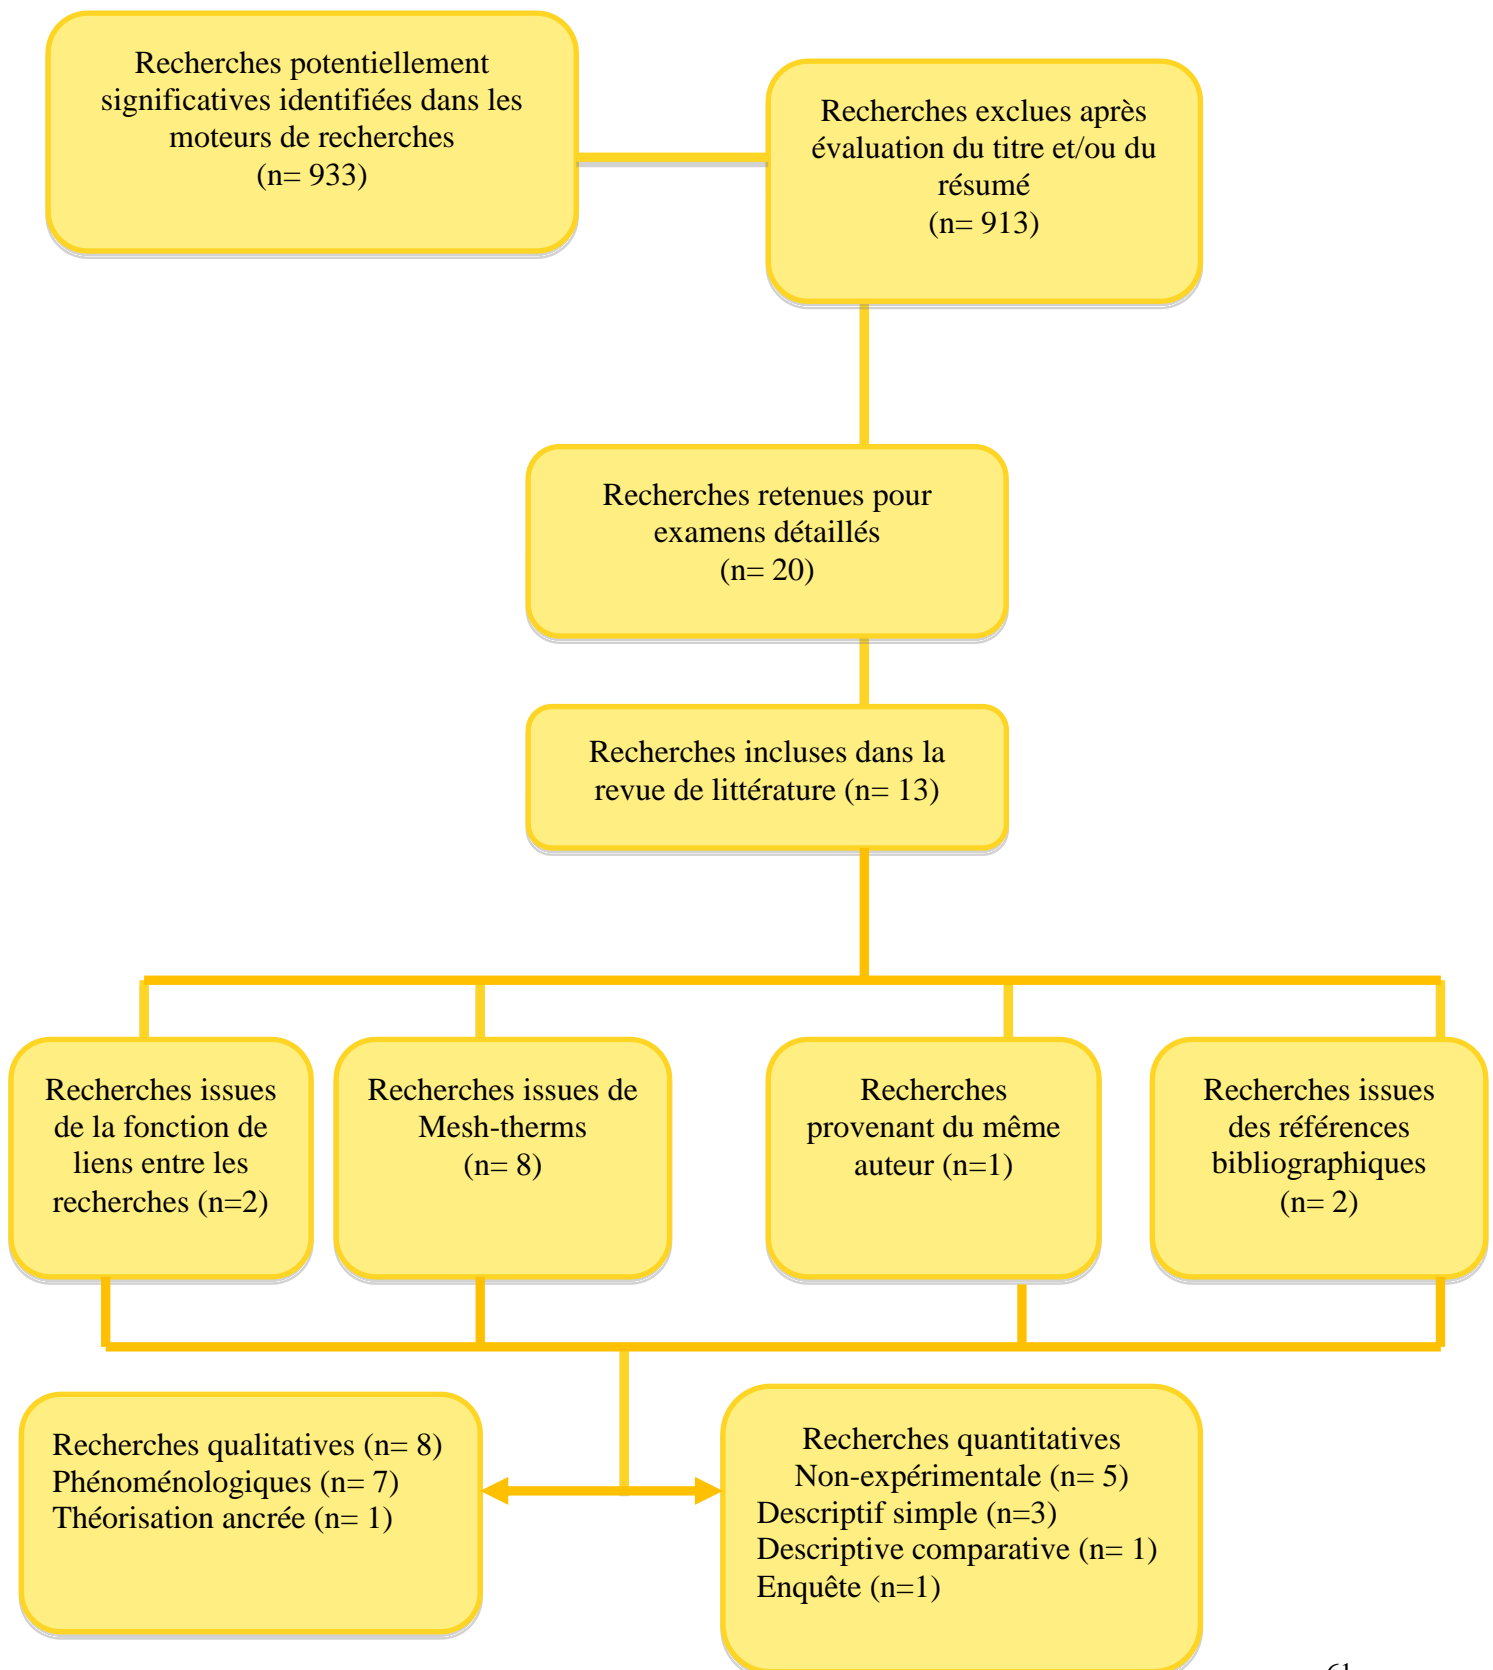 Recherches potentiellement
significatives identifiées dans les
moteurs de recherches
(n= 933)
Recherches exclues après
évaluation du titre et/ou du
résumé
(n= 913)
Recherches retenues pour
examens détaillés
(n= 20)
Recherches incluses dans la
revue de littérature (n= 13)
Recherches issues
de la fonction de
liens entre les
recherches (n=2)
Recherches issues de
Mesh-therms
(n= 8)
Recherches
provenant du même
auteur (n=1)
Recherches issues
des références
bibliographiques
(n= 2)
Recherches qualitatives (n= 8)
Phénoménologiques (n= 7)
Théorisation ancrée (n= 1)
Recherches quantitatives
Non-expérimentale (n= 5)
Descriptif simple (n=3)
Descriptive comparative (n= 1)
Enquête (n=1)